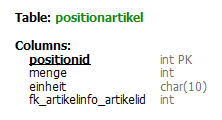 Table: positionartikel
Columns:
positionid int PK
menge int
einheit char(10)
fk_artikelinfo_artikelid int